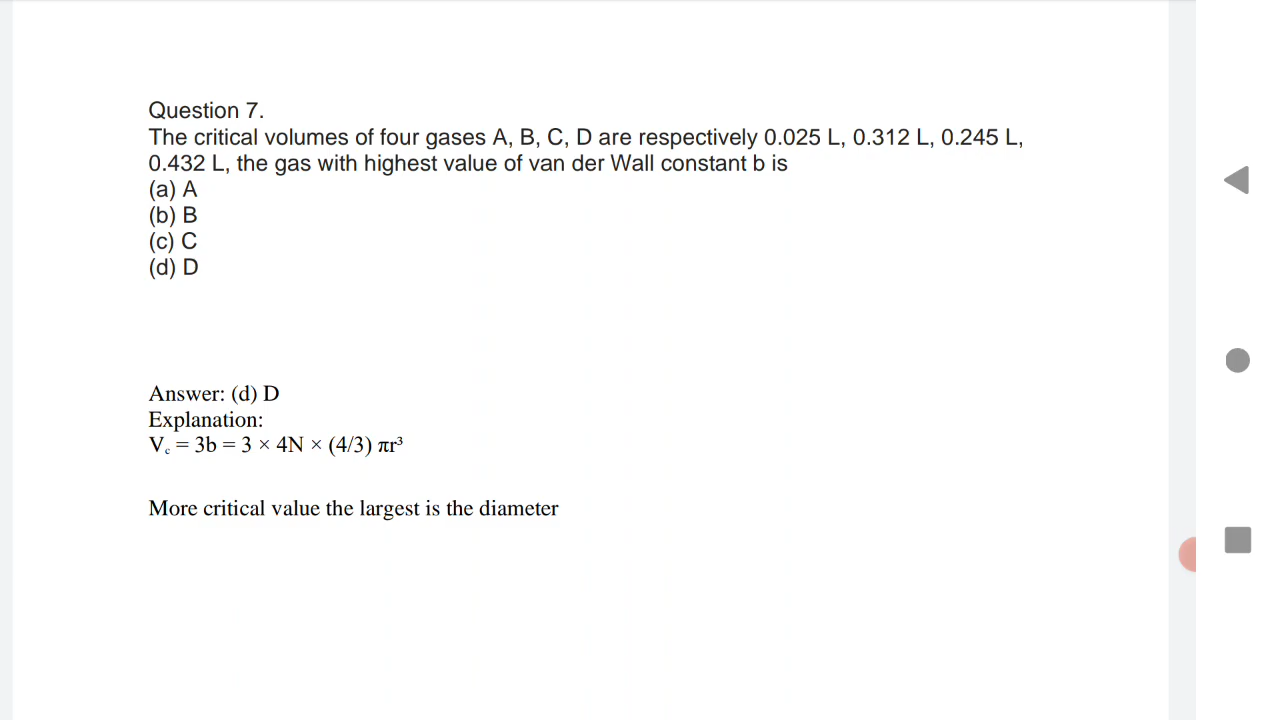 Question 7.
The critical volumes of four gases A, B, C, D are respectively 0.025 L, 0.312 L, 0.245 L,
0.432 L, the gas with highest value of van der Wall constant b is
(a) A
(b) B
(c) C
(d) D
Answer: (d) D
Explanation:
V꜀ = 3b = 3 × 4N × (4/3) πr³
More critical value the largest is the diameter